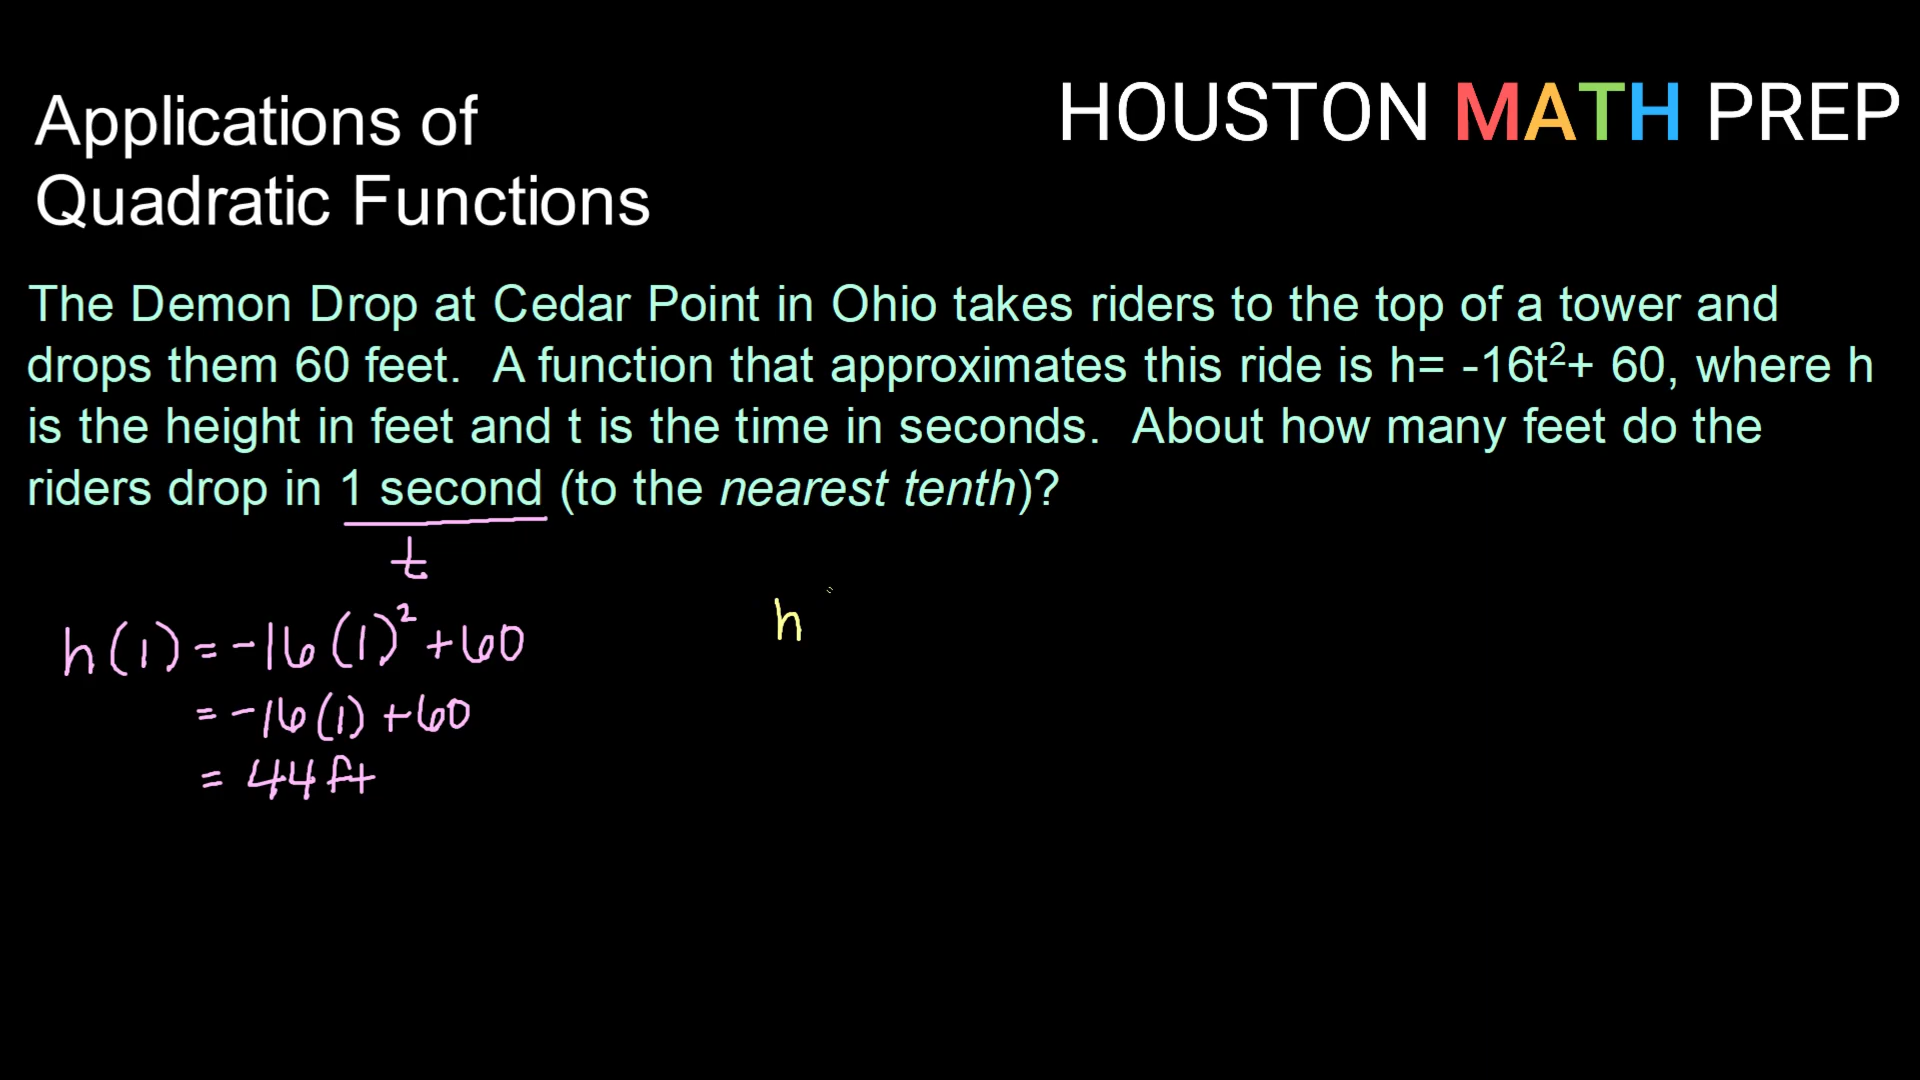 Applications of
Quadratic Functions
HOUSTON MATH PREP
The Demon Drop at Cedar Point in Ohio takes riders to the top of a tower and
drops them 60 feet. A function that approximates this ride is h= -16t²+ 60, where h
is the height in feet and t is the time in seconds. About how many feet do the
riders drop in 1 second (to the nearest tenth)?
t
h(1) = -16(1)² +60
= -16(1) +60
= 44 ft
h